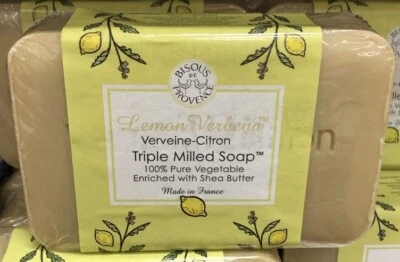 BISOUS
DE
PROVENCE
Lemon Verbena™
Verveine-Citron
Triple Milled Soap™
100% Pure Vegetable
Enriched with Shea Butter
Made in France